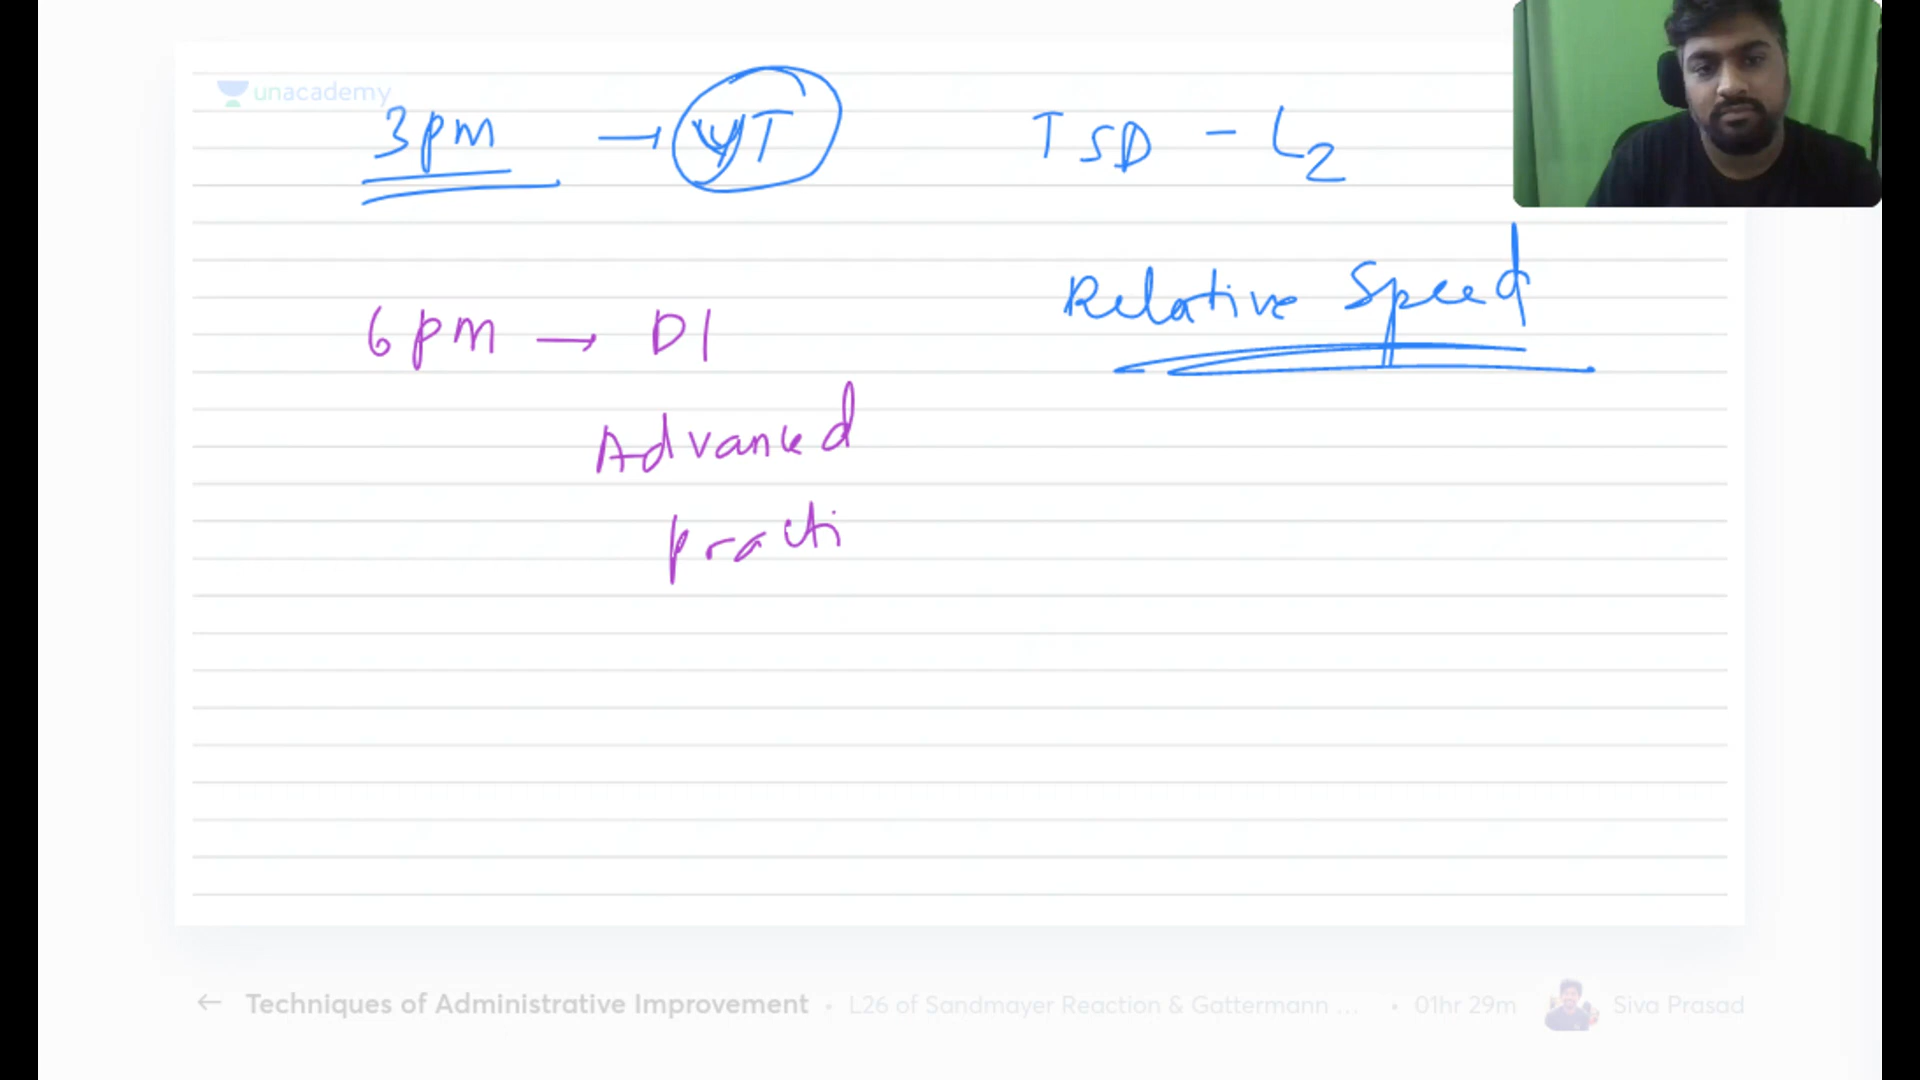 unacademy
3pm → YT
TSD - L2
Relative Speed
6pm → DI
Advanced
practi
← Techniques of Administrative Improvement • L26 of Sandmayer Reaction & Gattermann ... • 01hr 29m Siva Prasad